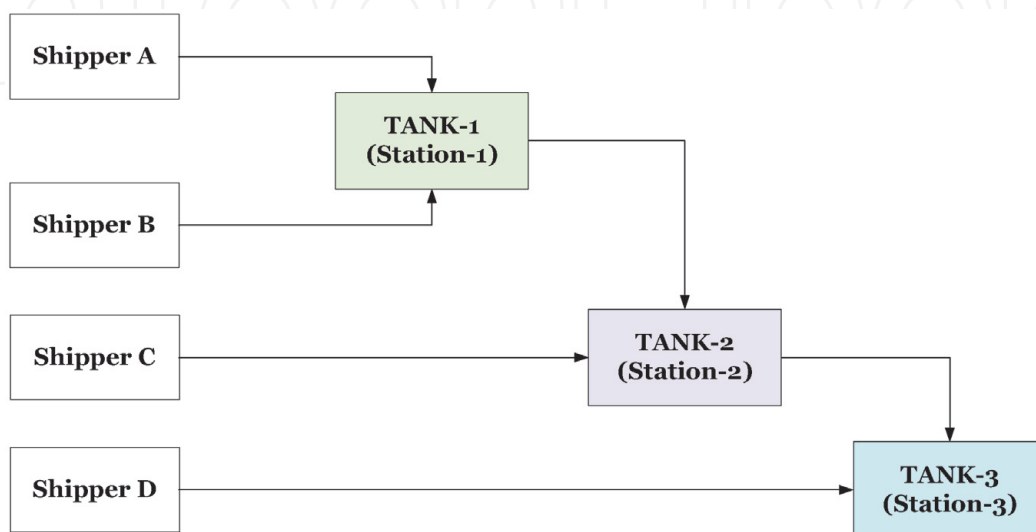 Shipper A
TANK-1
(Station-1)
Shipper B
TANK-2
(Station-2)
Shipper C
TANK-3
(Station-3)
Shipper D